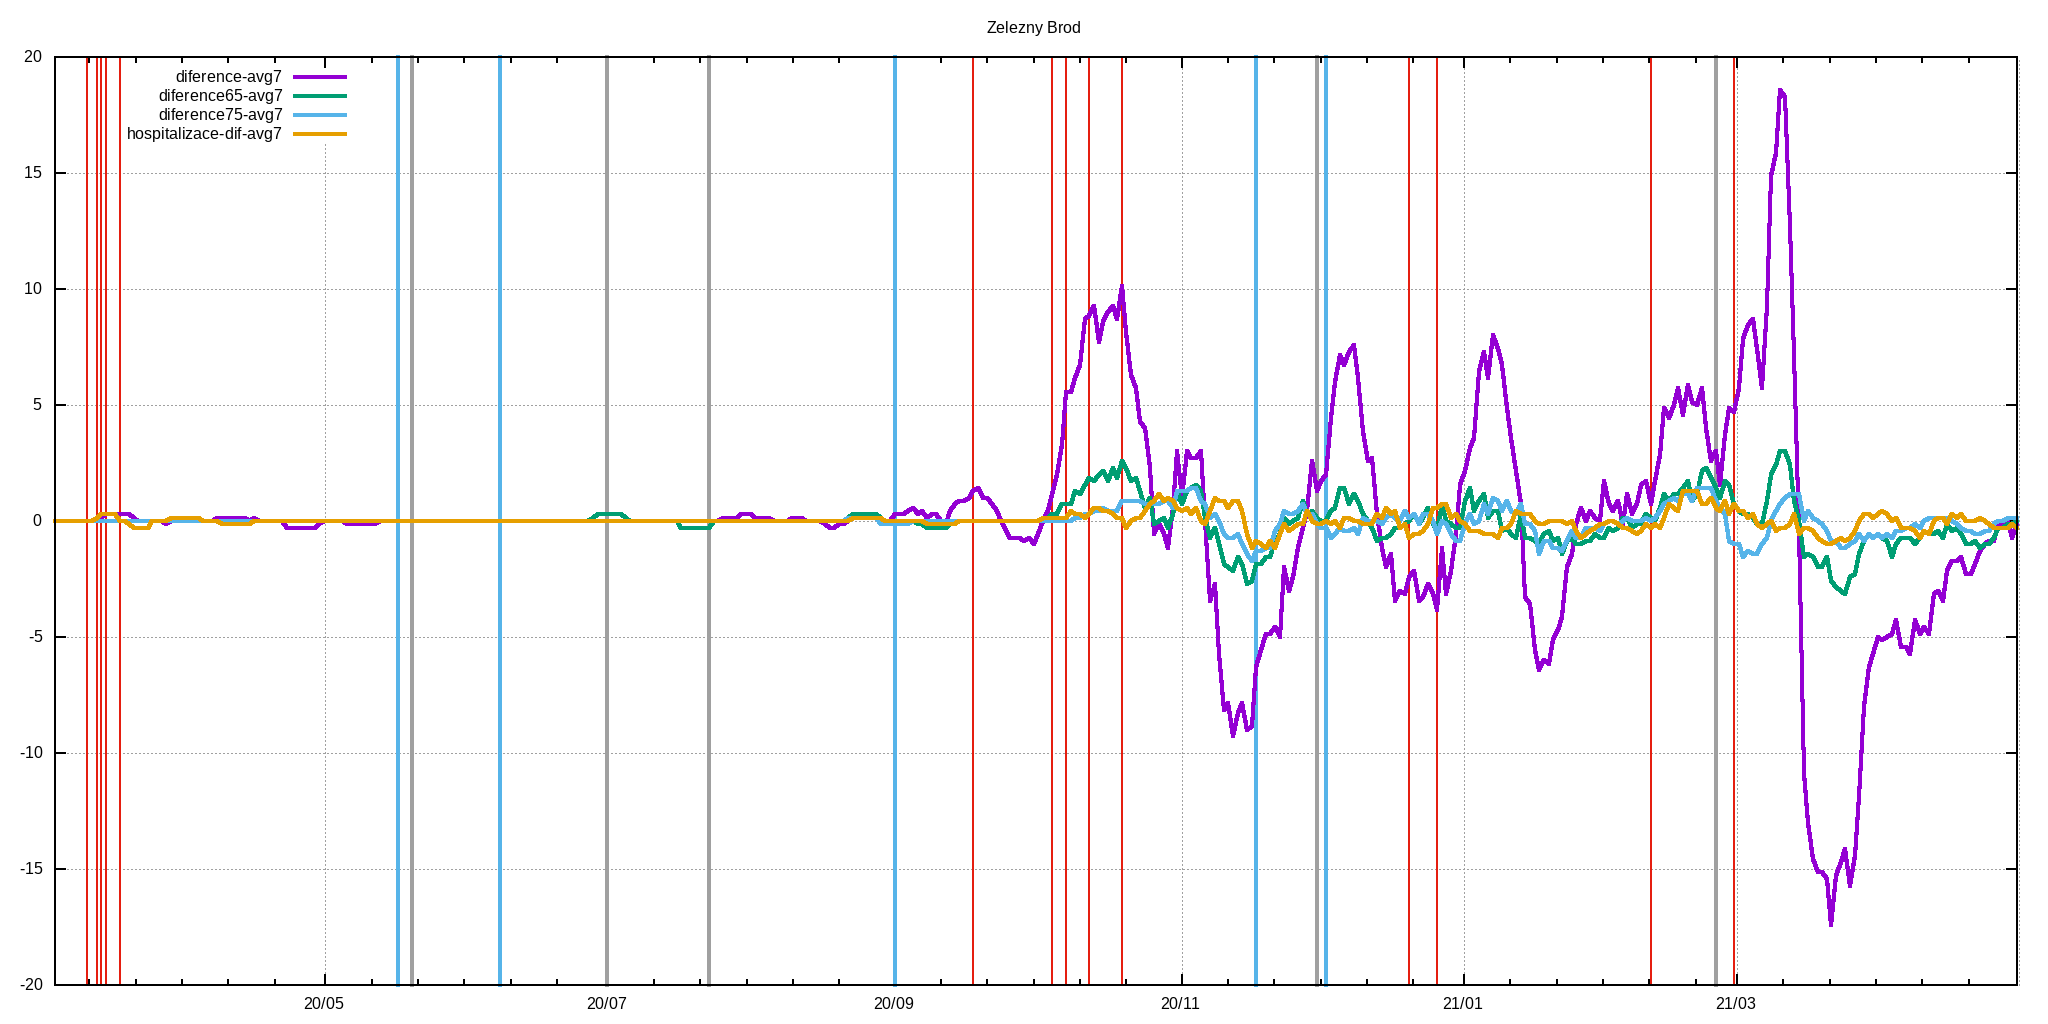 Zelezny Brod
20
15
10
5
0
-5
-10
-15
-20
diference-avg7
diference65-avg7
diference75-avg7
hospitalizace-dif-avg7
20/05 20/07 20/09 20/11 21/01 21/03